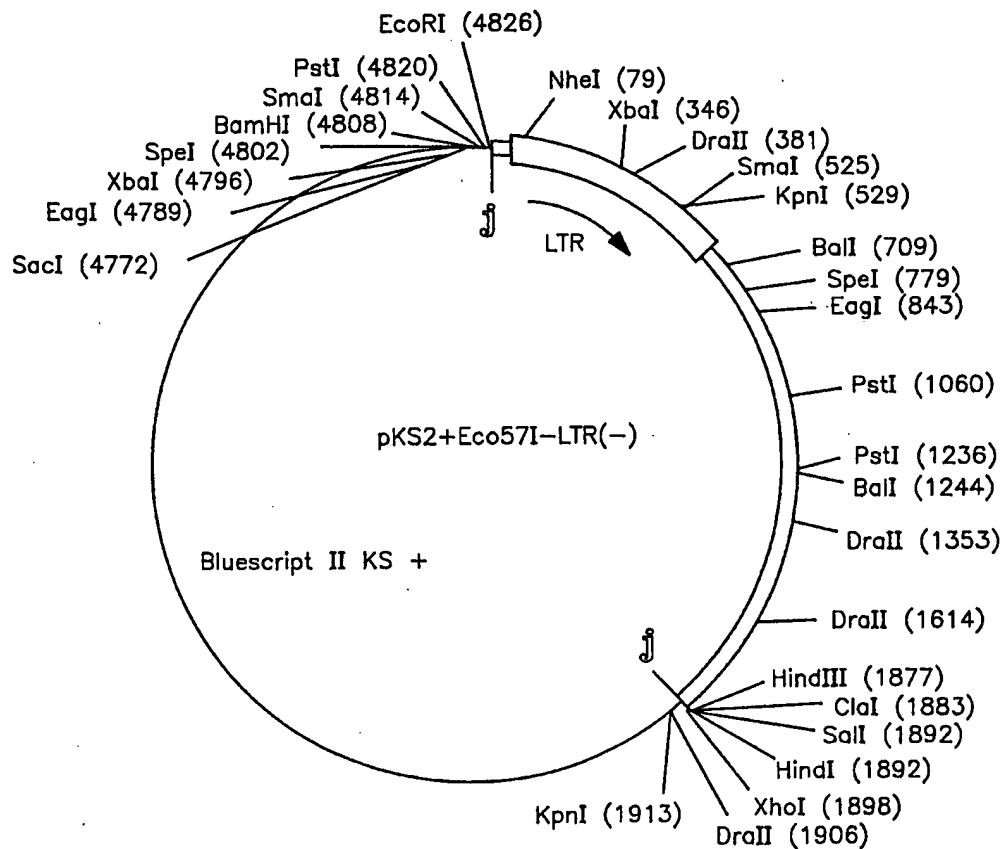 EcoRI (4826)
PstI (4820)
SmaI (4814)
BamHI (4808)
SpeI (4802)
XbaI (4796)
EagI (4789)
SacI (4772)
NheI (79)
XbaI (346)
DraII (381)
SmaI (525)
KpnI (529)
j
LTR
BalI (709)
SpeI (779)
EagI (843)
PstI (1060)
pKS2+Eco57I-LTR(-)
PstI (1236)
BalI (1244)
DraII (1353)
Bluescript II KS +
DraII (1614)
j
HindIII (1877)
ClaI (1883)
SalI (1892)
HindI (1892)
XhoI (1898)
KpnI (1913)
DraII (1906)